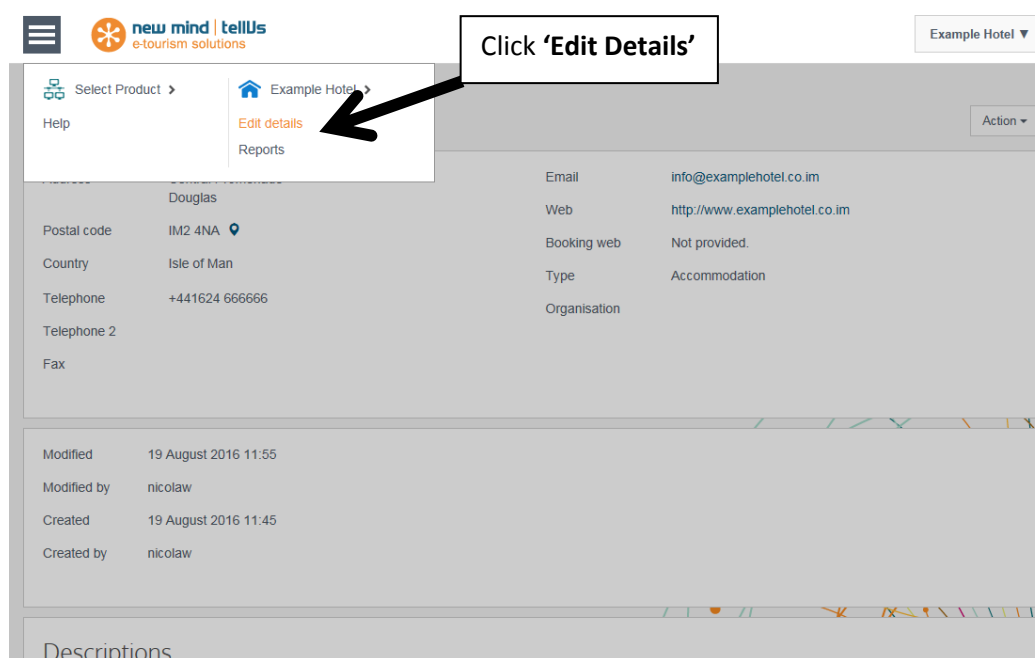 new mind | tellUs
e-tourism solutions
Click 'Edit Details'
Example Hotel ▼
Select Product >
Example Hotel >
Help
Edit details
Reports
Action
Douglas
Postal code IM2 4NA
Country Isle of Man
Telephone +441624 666666
Telephone 2
Fax
Email info@examplehotel.co.im
Web http://www.examplehotel.co.im
Booking web Not provided.
Type Accommodation
Organisation
Modified 19 August 2016 11:55
Modified by nicolaw
Created 19 August 2016 11:45
Created by nicolaw
Descriptions